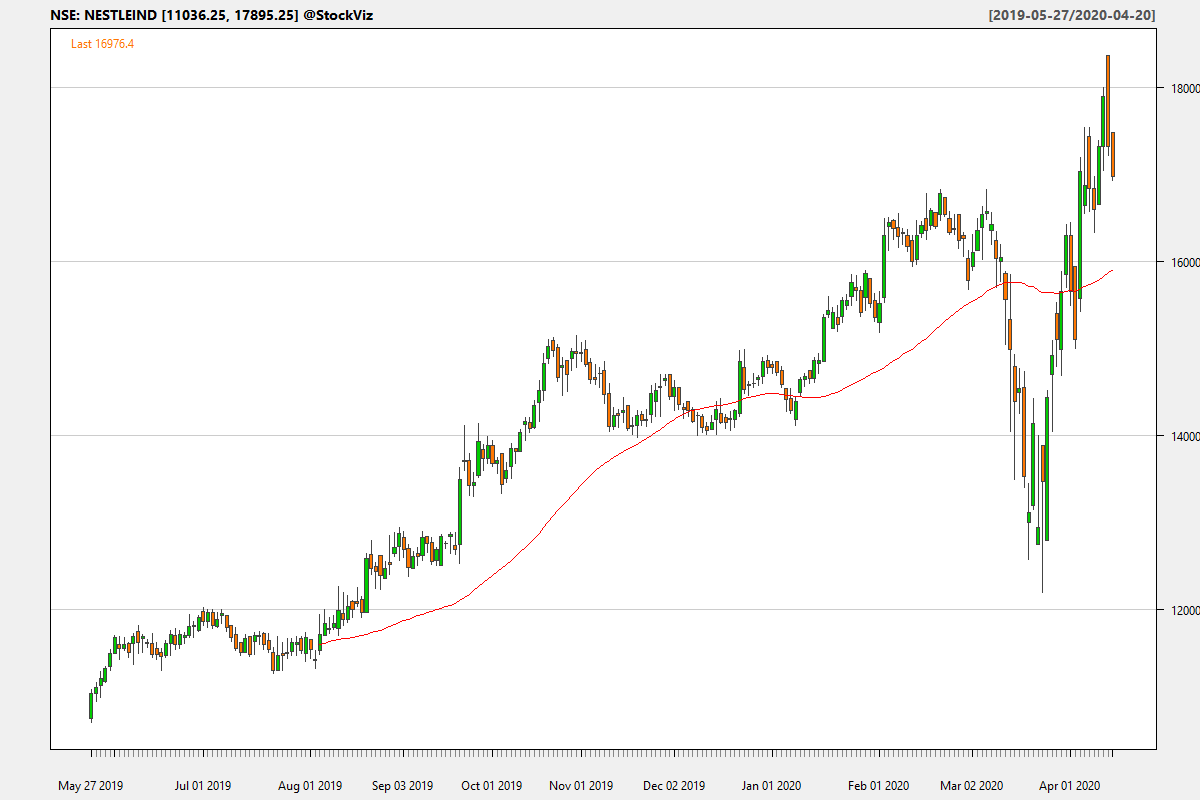 NSE: NESTLEIND [11036.25, 17895.25] @StockViz
[2019-05-27/2020-04-20]
Last 16976.4
18000
16000
14000
12000
May 27 2019
Jul 01 2019
Aug 01 2019
Sep 03 2019
Oct 01 2019
Nov 01 2019
Dec 02 2019
Jan 01 2020
Feb 01 2020
Mar 02 2020
Apr 01 2020